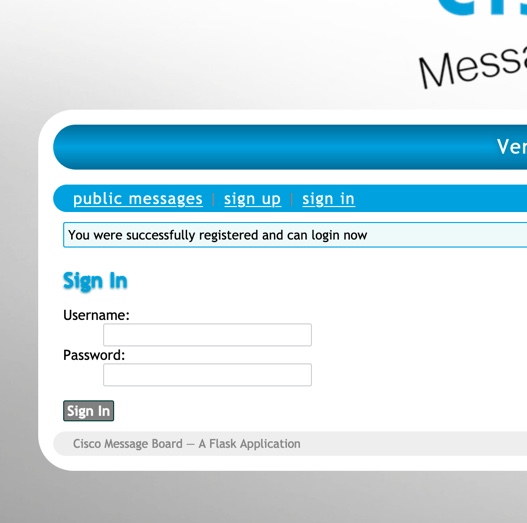 Messa
Ver
public messages | sign up | sign in
You were successfully registered and can login now
Sign In
Username:
Password:
Sign In
Cisco Message Board — A Flask Application